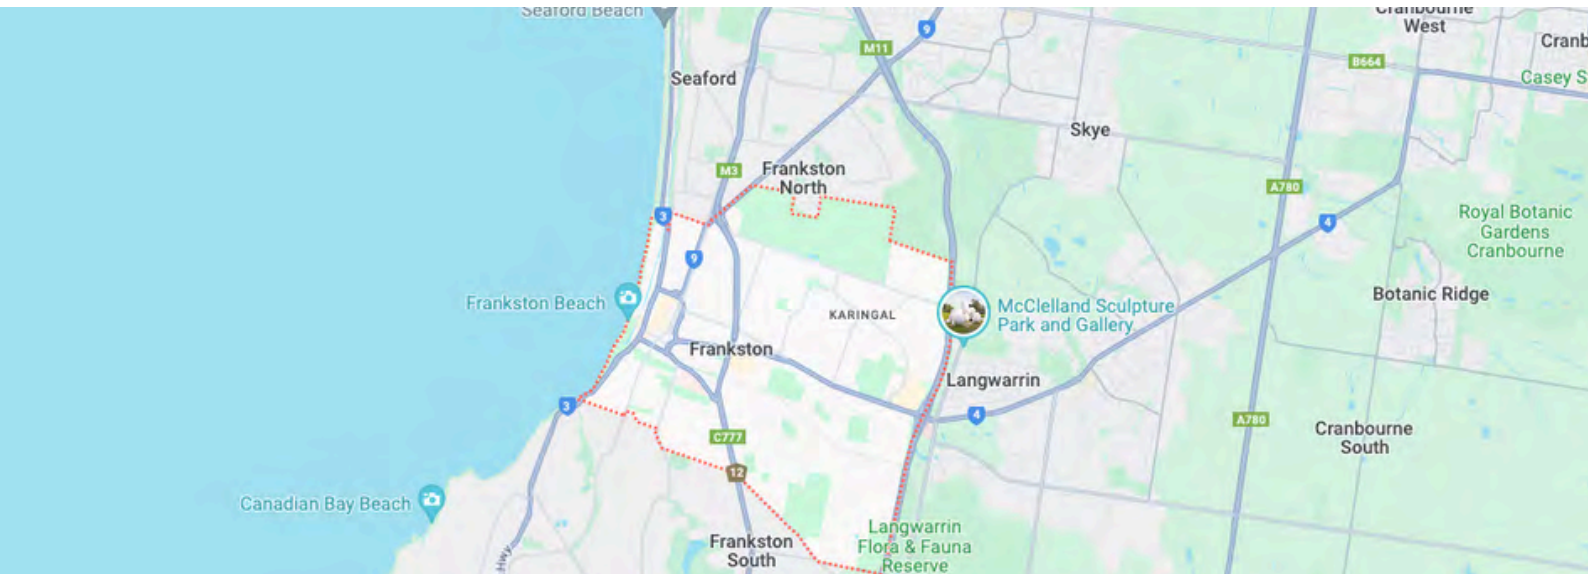 Seaford Beach
Cranbourne
West
9
M11
Cranb
B664
Seaford
Casey S
Skye
M3
Frankston
North
A780
3
4
Royal Botanic
Gardens
Cranbourne
9
Frankston Beach
Botanic Ridge
McClelland Sculpture
Park and Gallery
KARINGAL
Frankston
Langwarrin
3
4
A780
C777
Cranbourne
South
12
Canadian Bay Beach
Langwarrin
Flora & Fauna
Reserve
Frankston
South
Hwy